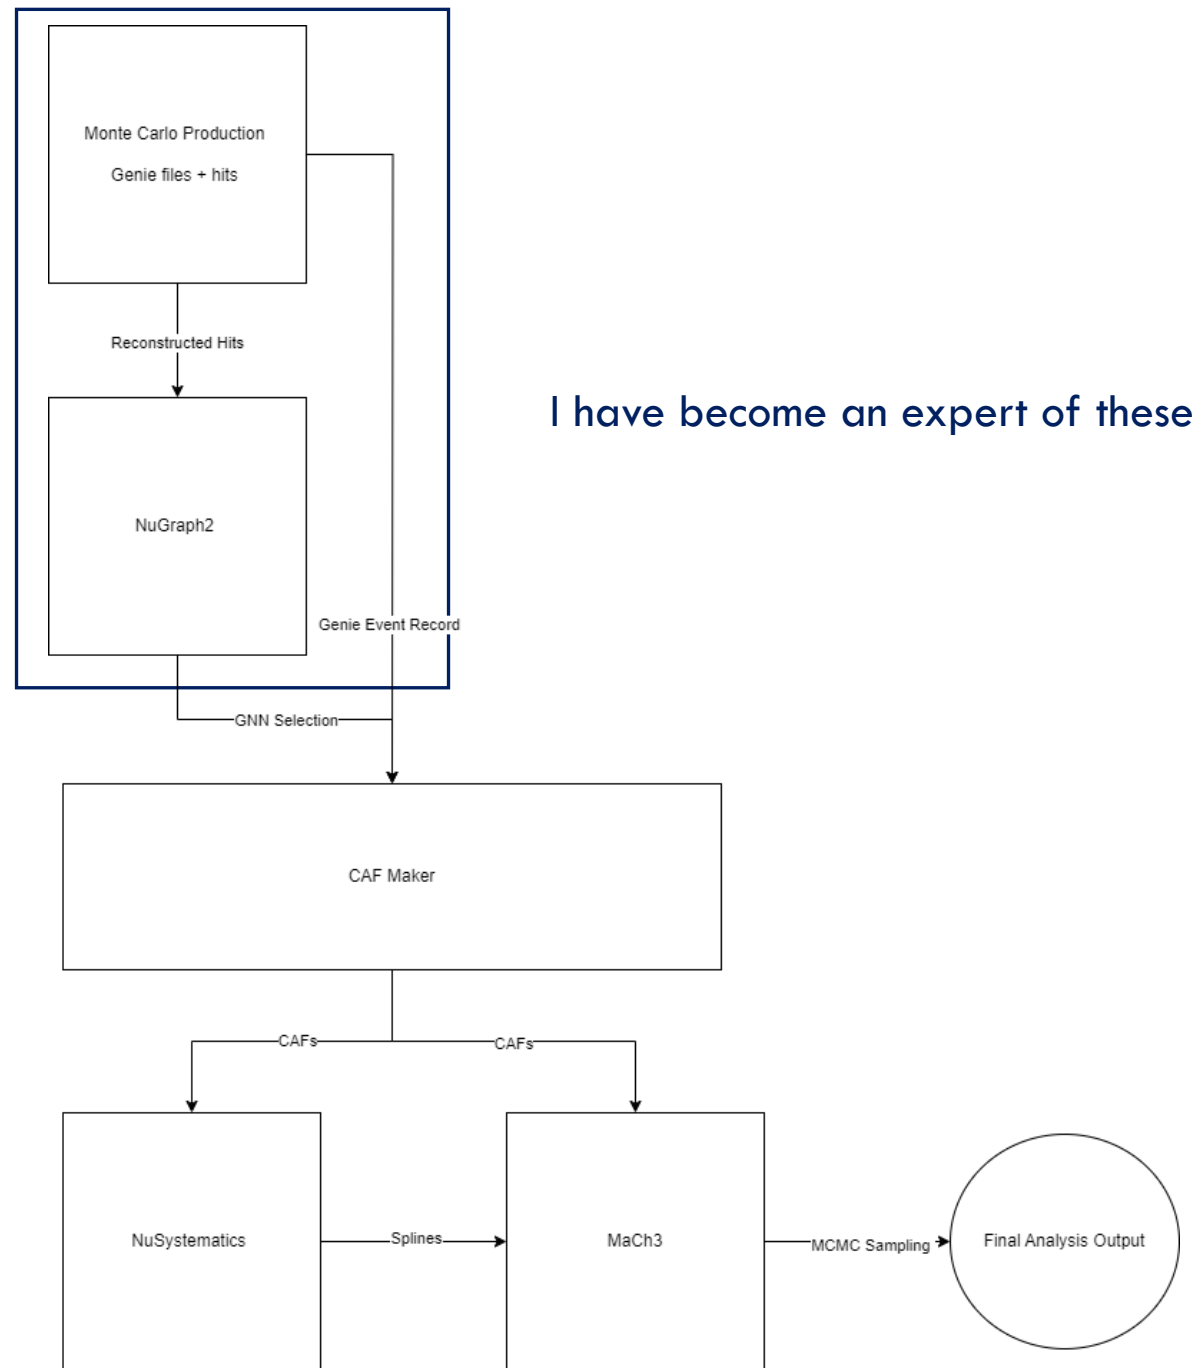 Monte Carlo Production
Genie files + hits
Reconstructed Hits
I have become an expert of these
NuGraph2
Genie Event Record
GNN Selection
CAF Maker
CAFs
CAFs
NuSystematics
Splines
MaCh3
MCMC Sampling
Final Analysis Output